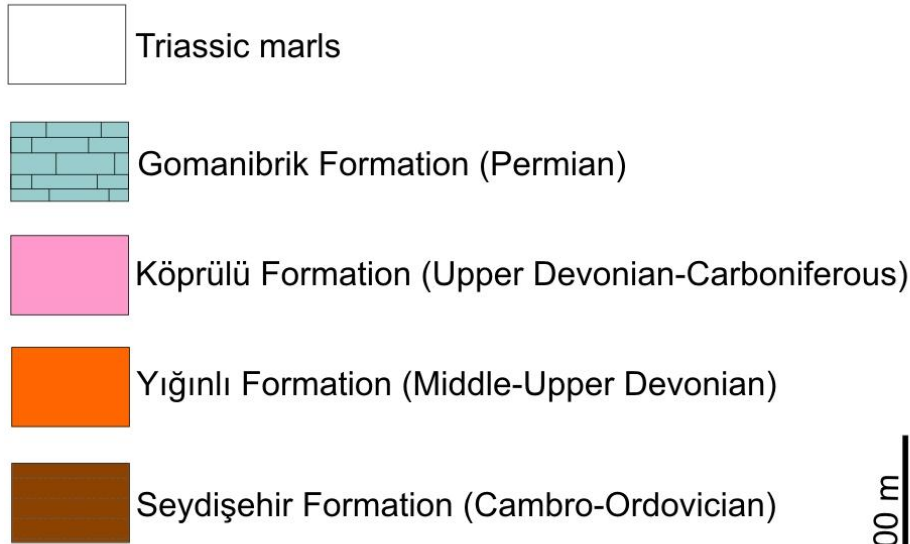 Triassic marls
Gomanibrik Formation (Permian)
Köprülü Formation (Upper Devonian-Carboniferous)
Yığınlı Formation (Middle-Upper Devonian)
Seydişehir Formation (Cambro-Ordovician)
00 m